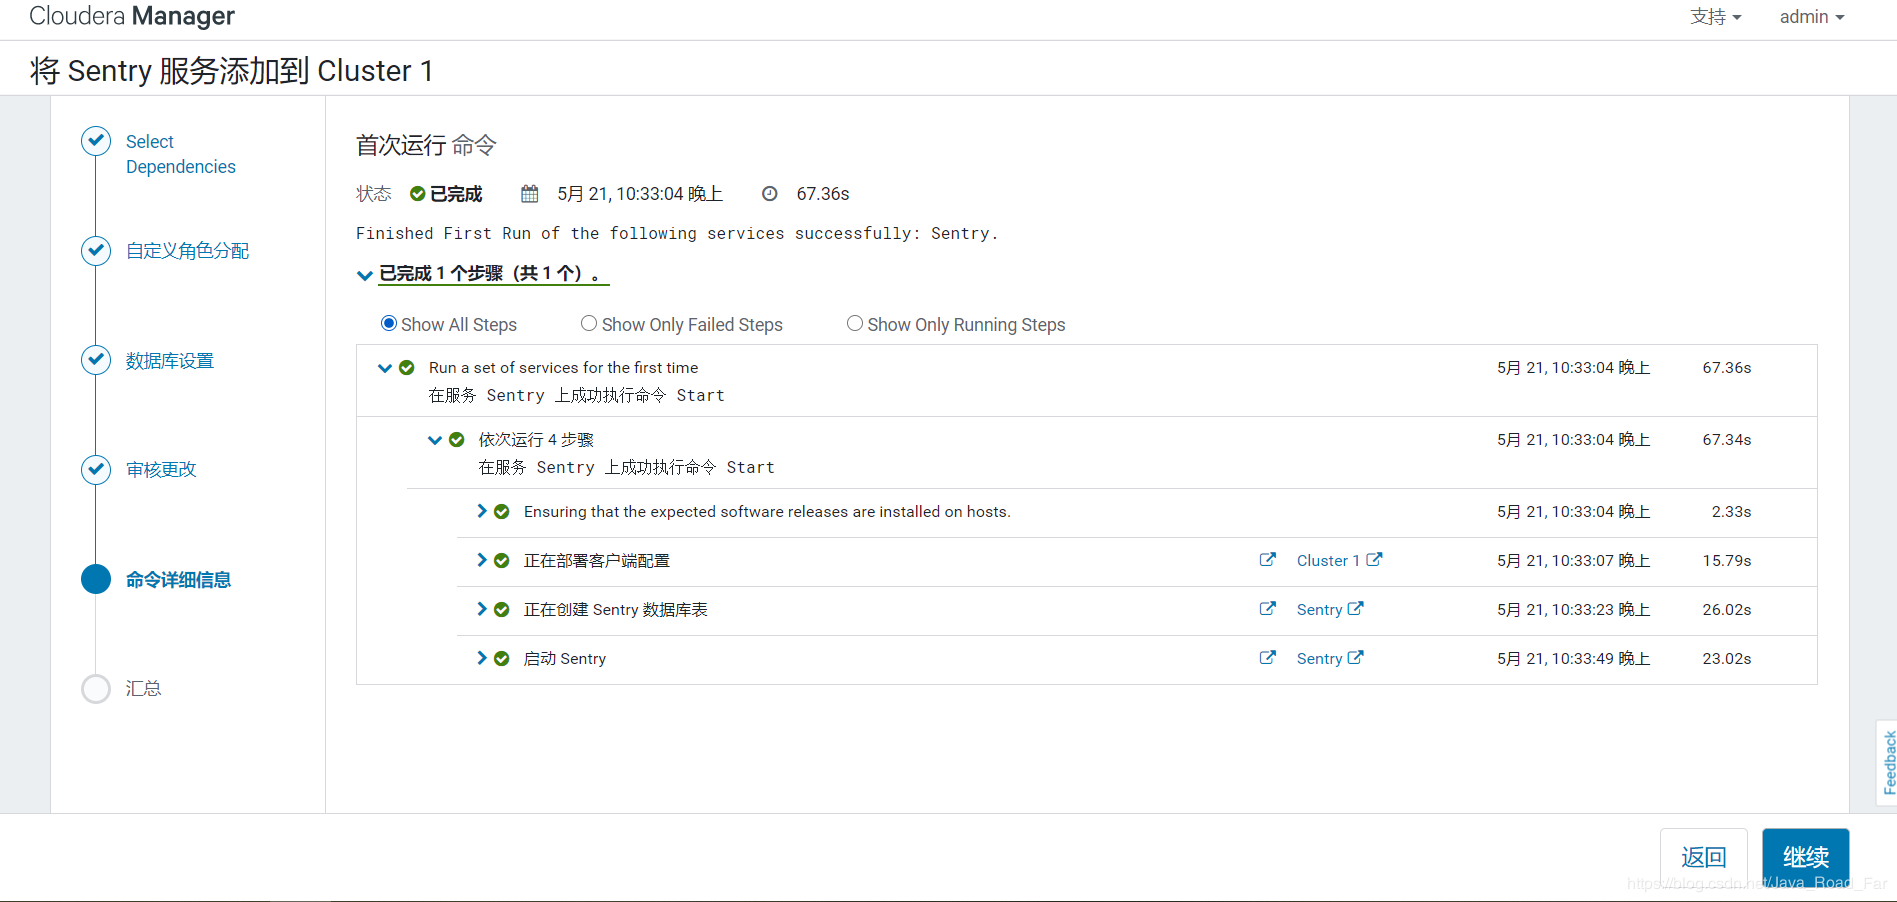 Cloudera Manager
支持 admin
将 Sentry 服务添加到 Cluster 1
Select
Dependencies
自定义角色分配
数据库设置
审核更改
命令详细信息
汇总
首次运行 命令
状态 已完成 5月 21, 10:33:04 晚上 67.36s
Finished First Run of the following services successfully: Sentry.
已完成 1 个步骤（共 1 个）。
Show All Steps Show Only Failed Steps Show Only Running Steps
Run a set of services for the first time 5月 21, 10:33:04 晚上 67.36s
在服务 Sentry 上成功执行命令 Start
依次运行 4 步骤 5月 21, 10:33:04 晚上 67.34s
在服务 Sentry 上成功执行命令 Start
Ensuring that the expected software releases are installed on hosts. 5月 21, 10:33:04 晚上 2.33s
正在部署客户端配置 Cluster 1 5月 21, 10:33:07 晚上 15.79s
正在创建 Sentry 数据库表 Sentry 5月 21, 10:33:23 晚上 26.02s
启动 Sentry Sentry 5月 21, 10:33:49 晚上 23.02s
Feedback
返回 继续
https://blog.csdn.net/Java_Road_Far